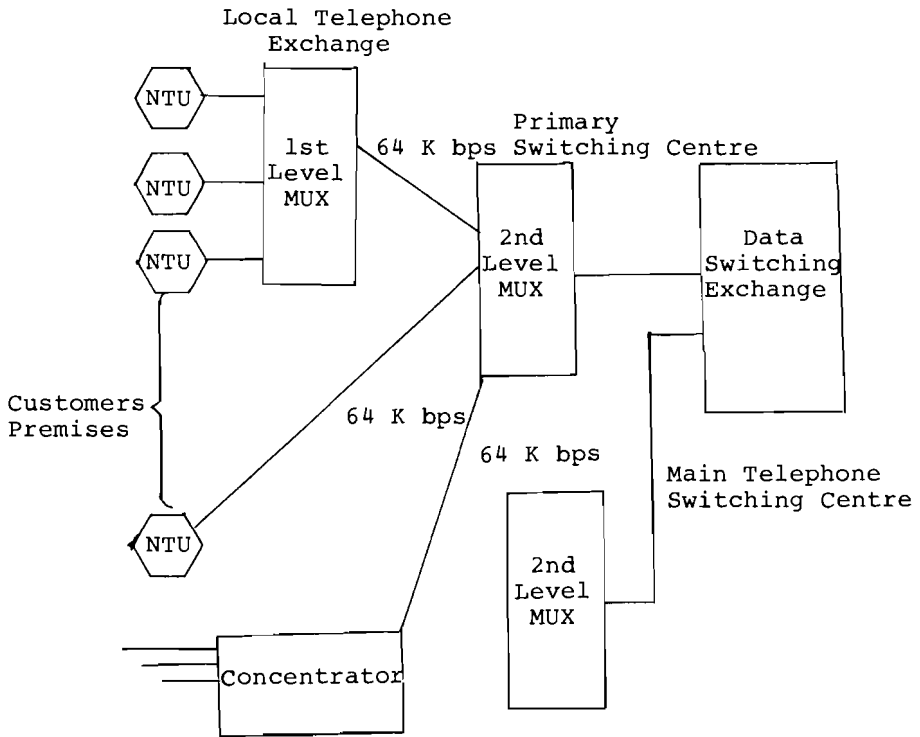 Local Telephone
Exchange
NTU
NTU
NTU
1st
Level
MUX
64 K bps
Primary
Switching Centre
2nd
Level
MUX
Data
Switching
Exchange
Customers
Premises
64 K bps
64 K bps
Main Telephone
Switching Centre
NTU
2nd
Level
MUX
Concentrator